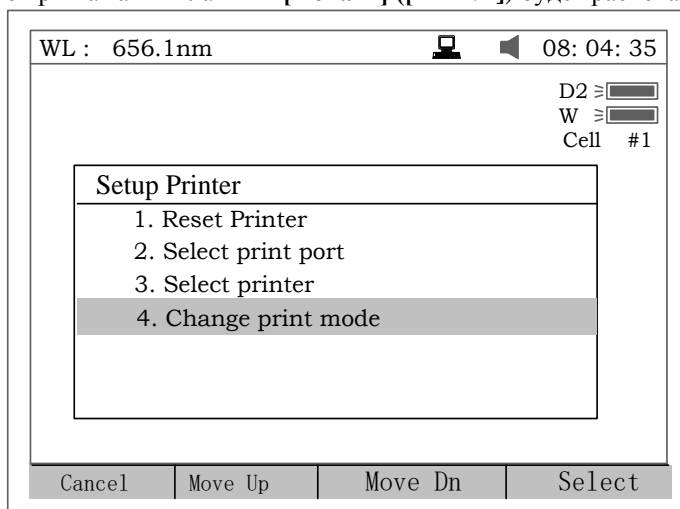 WL : 656.1nm 08: 04: 35
D2
W
Cell #1
Setup Printer
1. Reset Printer
2. Select print port
3. Select printer
4. Change print mode
Cancel Move Up Move Dn Select